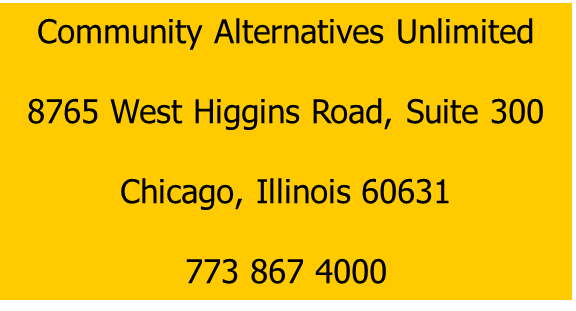 Community Alternatives Unlimited
8765 West Higgins Road, Suite 300
Chicago, Illinois 60631
773 867 4000